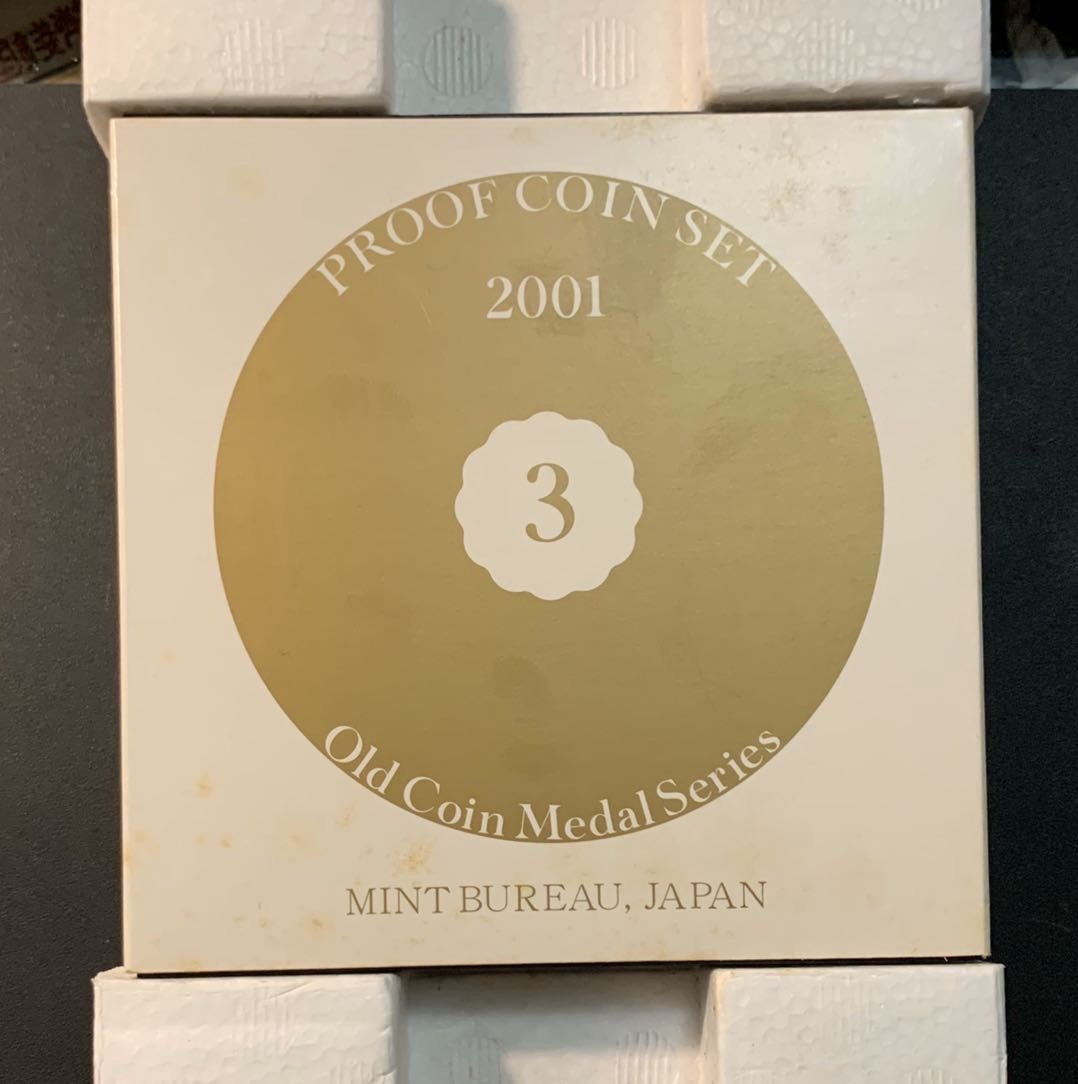 PROOF COIN SET
2001
3
Old Coin Medal Series
MINT BUREAU, JAPAN